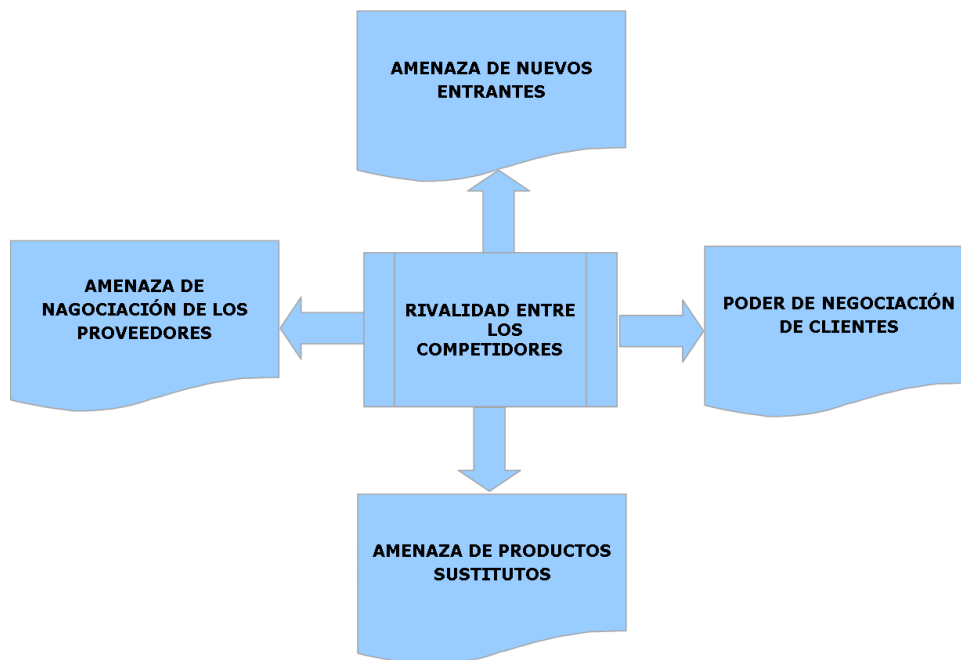 AMENAZA DE NUEVOS
ENTRANTES
AMENAZA DE
NAGOCIACIÓN DE LOS
PROVEEDORES
RIVALIDAD ENTRE
LOS
COMPETIDORES
PODER DE NEGOCIACIÓN
DE CLIENTES
AMENAZA DE PRODUCTOS
SUSTITUTOS